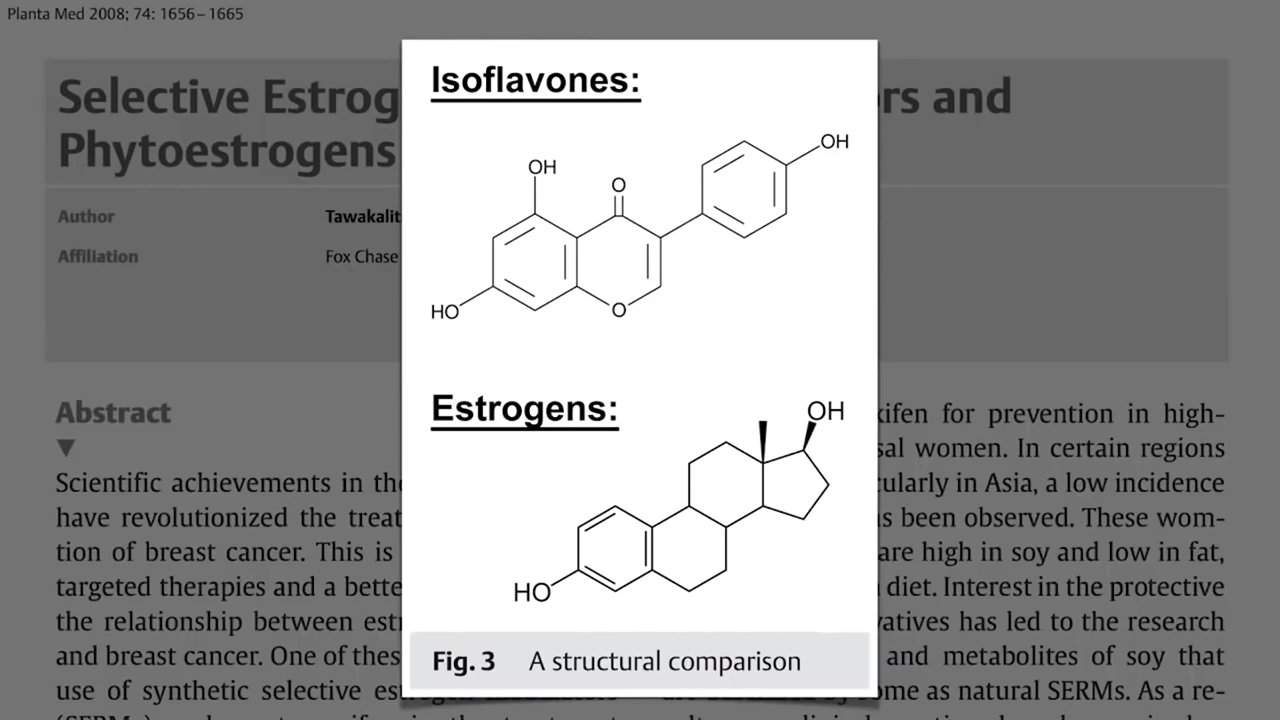 Planta Med 2008; 74: 1656–1665
Selective Estrog rs and
Phytoestrogens
Author Tawakalit
Affiliation Fox Chase
Isoflavones:
OH
O
OH
HO
O
Estrogens:
OH
HO
Fig. 3 A structural comparison
Abstract
▼
Scientific achievements in the
have revolutionized the treat
tion of breast cancer. This is
targeted therapies and a bette
the relationship between estr
and breast cancer. One of thes
use of synthetic selective es
xifen for prevention in high-
sal women. In certain regions
cularly in Asia, a low incidence
s been observed. These wom-
are high in soy and low in fat,
diet. Interest in the protective
vatives has led to the research
and metabolites of soy that
ome as natural SERMs. As a re-